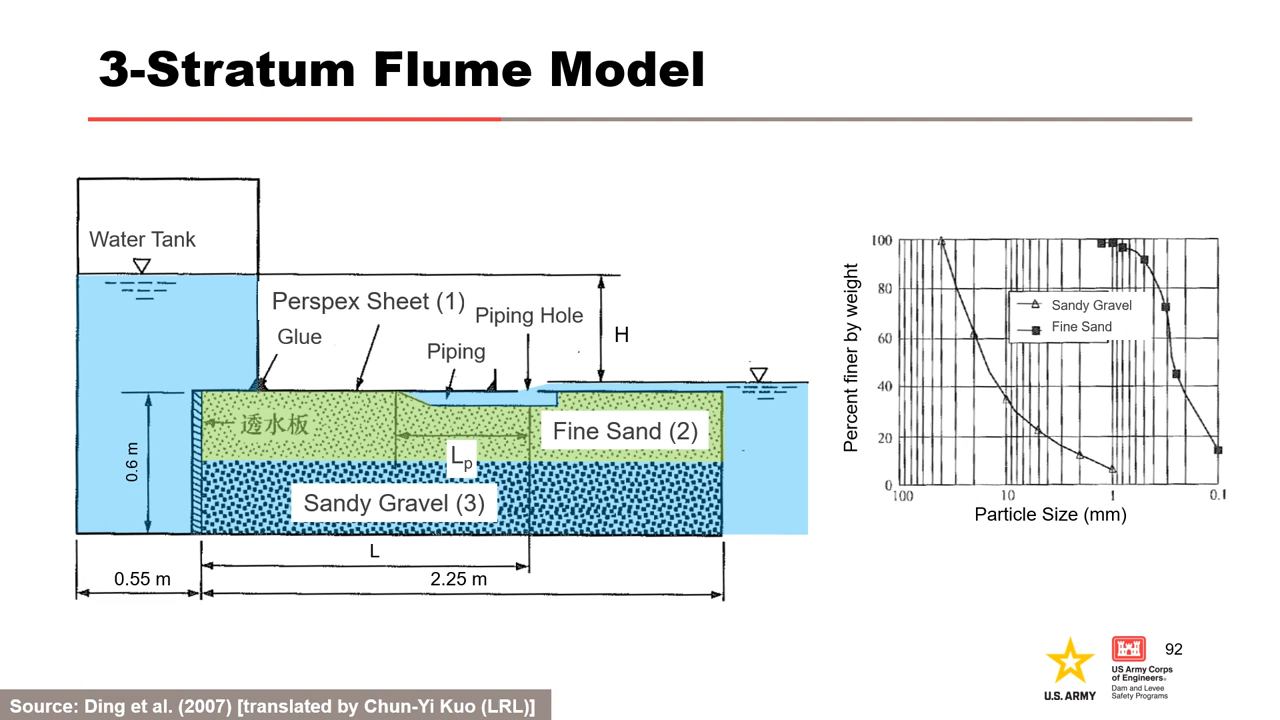 3-Stratum Flume Model
Water Tank
Perspex Sheet (1)
Piping Hole
Glue
Piping
H
透水板
Fine Sand (2)
0.6 m
Lp
Sandy Gravel (3)
L
0.55 m
2.25 m
Percent finer by weight
100
80
60
40
20
0
Sandy Gravel
Fine Sand
100
10
1
0.1
Particle Size (mm)
U.S. ARMY
US Army Corps
of Engineers®
Dam and Levee
Safety Programs
92
Source: Ding et al. (2007) [translated by Chun-Yi Kuo (LRL)]